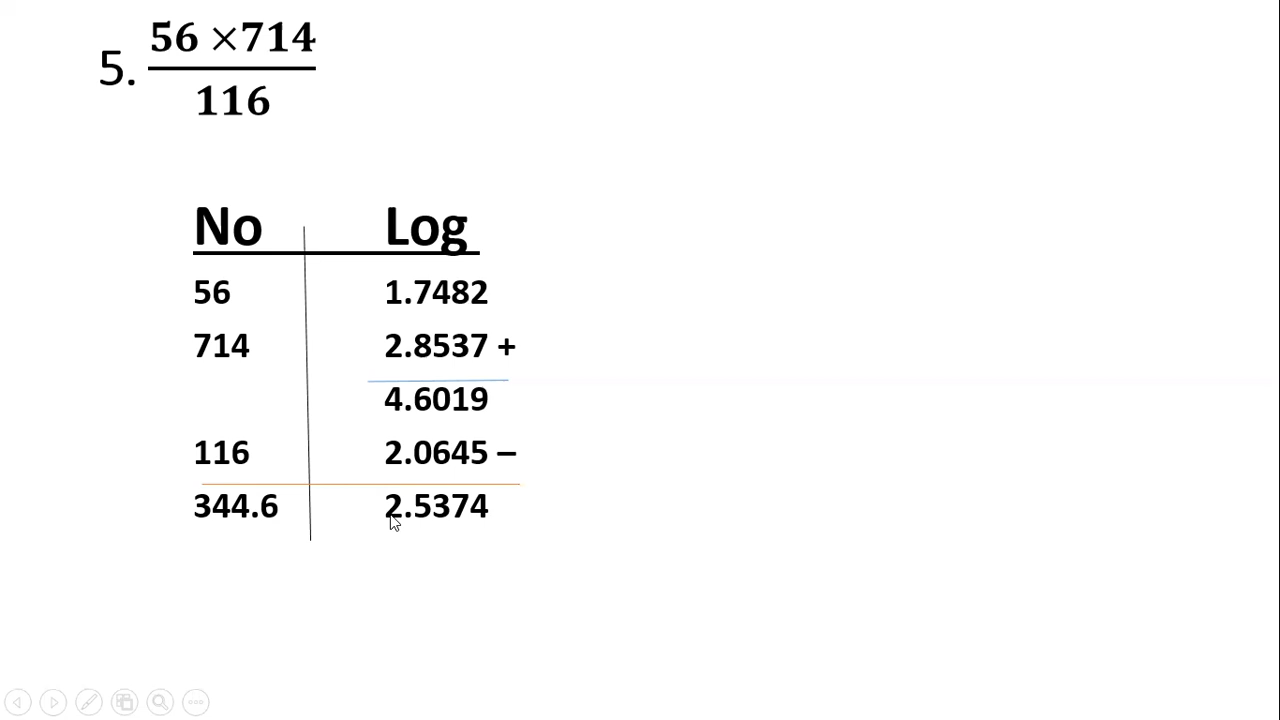 5. 56 ×714
116
No Log
56 1.7482
714 2.8537 +
4.6019
116 2.0645 –
344.6 2.5374